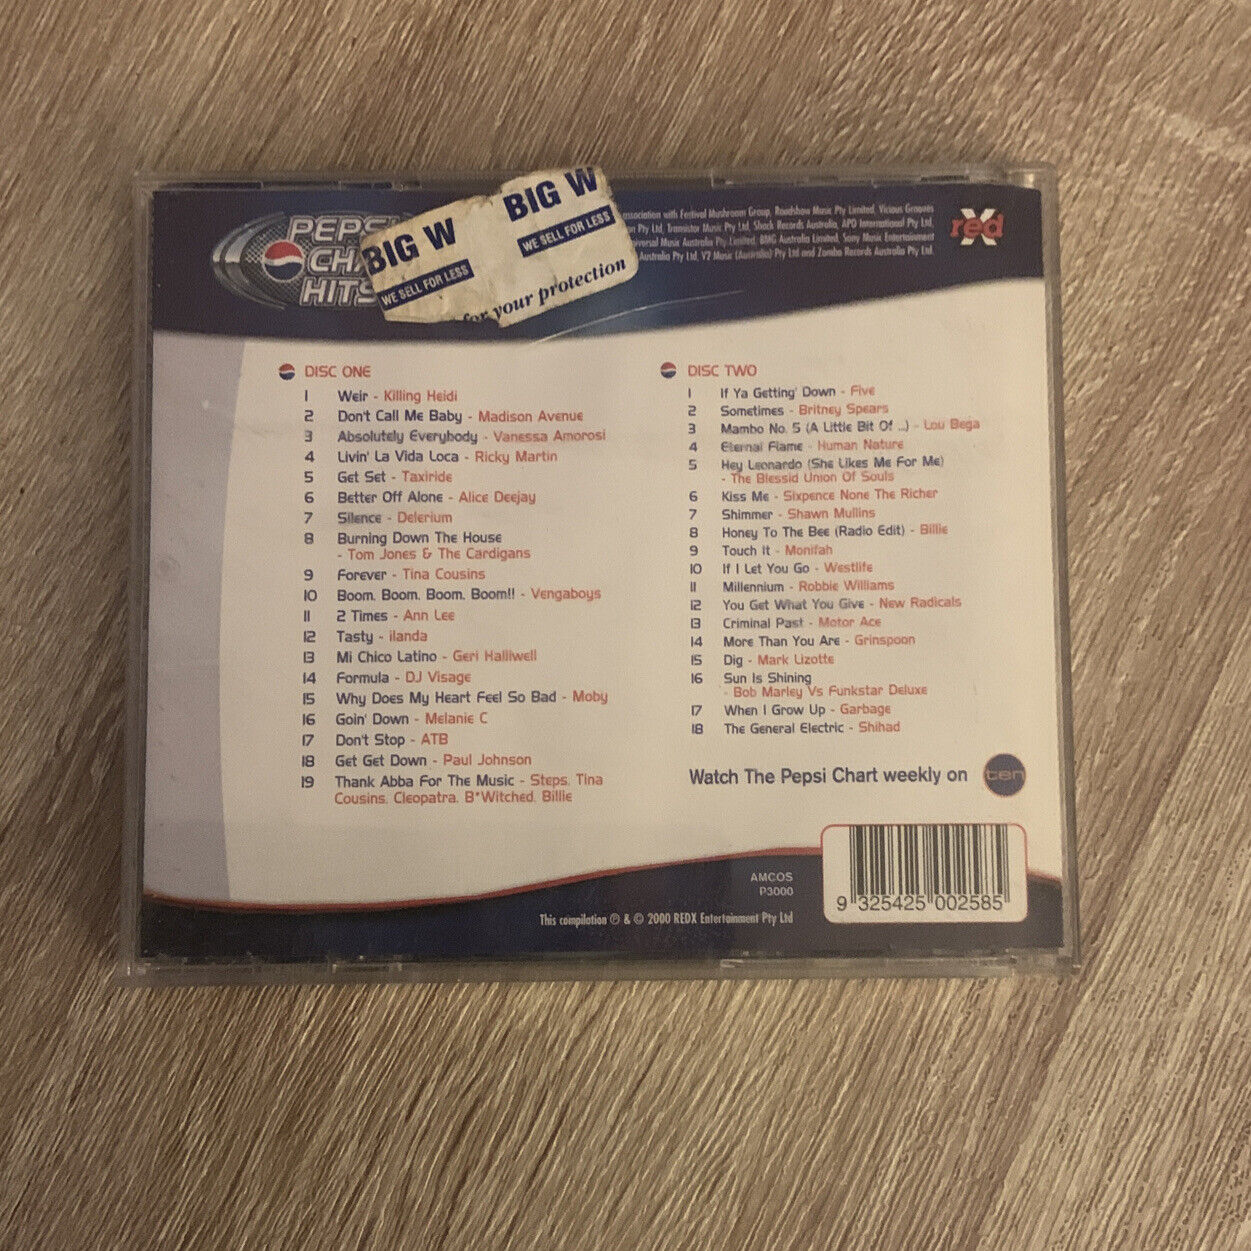 PEPSI
CHA
HITS
BIG W
WE SELL FOR LESS
BIG W
WE SELL FOR LESS
for your protection
association with Festival Mushroom Group, Roadshow Music Pty Limited, Vicious Grooves
Pty Ltd, Transistor Music Pty Ltd, Shock Records Australia, APO International Pty Ltd,
Universal Music Australia Pty Limited, BMG Australia Limited, Sony Music Entertainment
Australia Pty Ltd, V2 Music (Australia) Pty Ltd and Zomba Records Australia Pty Ltd.
red X
DISC ONE
1 Weir - Killing Heidi
2 Don't Call Me Baby - Madison Avenue
3 Absolutely Everybody - Vanessa Amorosi
4 Livin' La Vida Loca - Ricky Martin
5 Get Set - Taxiride
6 Better Off Alone - Alice Deejay
7 Silence - Delerium
8 Burning Down The House
- Tom Jones & The Cardigans
9 Forever - Tina Cousins
10 Boom, Boom, Boom, Boom!! - Vengaboys
11 2 Times - Ann Lee
12 Tasty - ilanda
13 Mi Chico Latino - Geri Halliwell
14 Formula - DJ Visage
15 Why Does My Heart Feel So Bad - Moby
16 Goin' Down - Melanie C
17 Don't Stop - ATB
18 Get Get Down - Paul Johnson
19 Thank Abba For The Music - Steps, Tina
Cousins, Cleopatra, B*Witched, Billie
DISC TWO
1 If Ya Getting' Down - Five
2 Sometimes - Britney Spears
3 Mambo No. 5 (A Little Bit Of ...) - Lou Bega
4 Eternal Flame - Human Nature
5 Hey Leonardo (She Likes Me For Me)
- The Blessid Union Of Souls
6 Kiss Me - Sixpence None The Richer
7 Shimmer - Shawn Mullins
8 Honey To The Bee (Radio Edit) - Billie
9 Touch It - Monifah
10 If I Let You Go - Westlife
11 Millennium - Robbie Williams
12 You Get What You Give - New Radicals
13 Criminal Past - Motor Ace
14 More Than You Are - Grinspoon
15 Dig - Mark Lizotte
16 Sun Is Shining
- Bob Marley Vs Funkstar Deluxe
17 When I Grow Up - Garbage
18 The General Electric - Shihad
Watch The Pepsi Chart weekly on ten
AMCOS
P3000
This compilation ℗ & © 2000 REDX Entertainment Pty Ltd
9 325425 002585